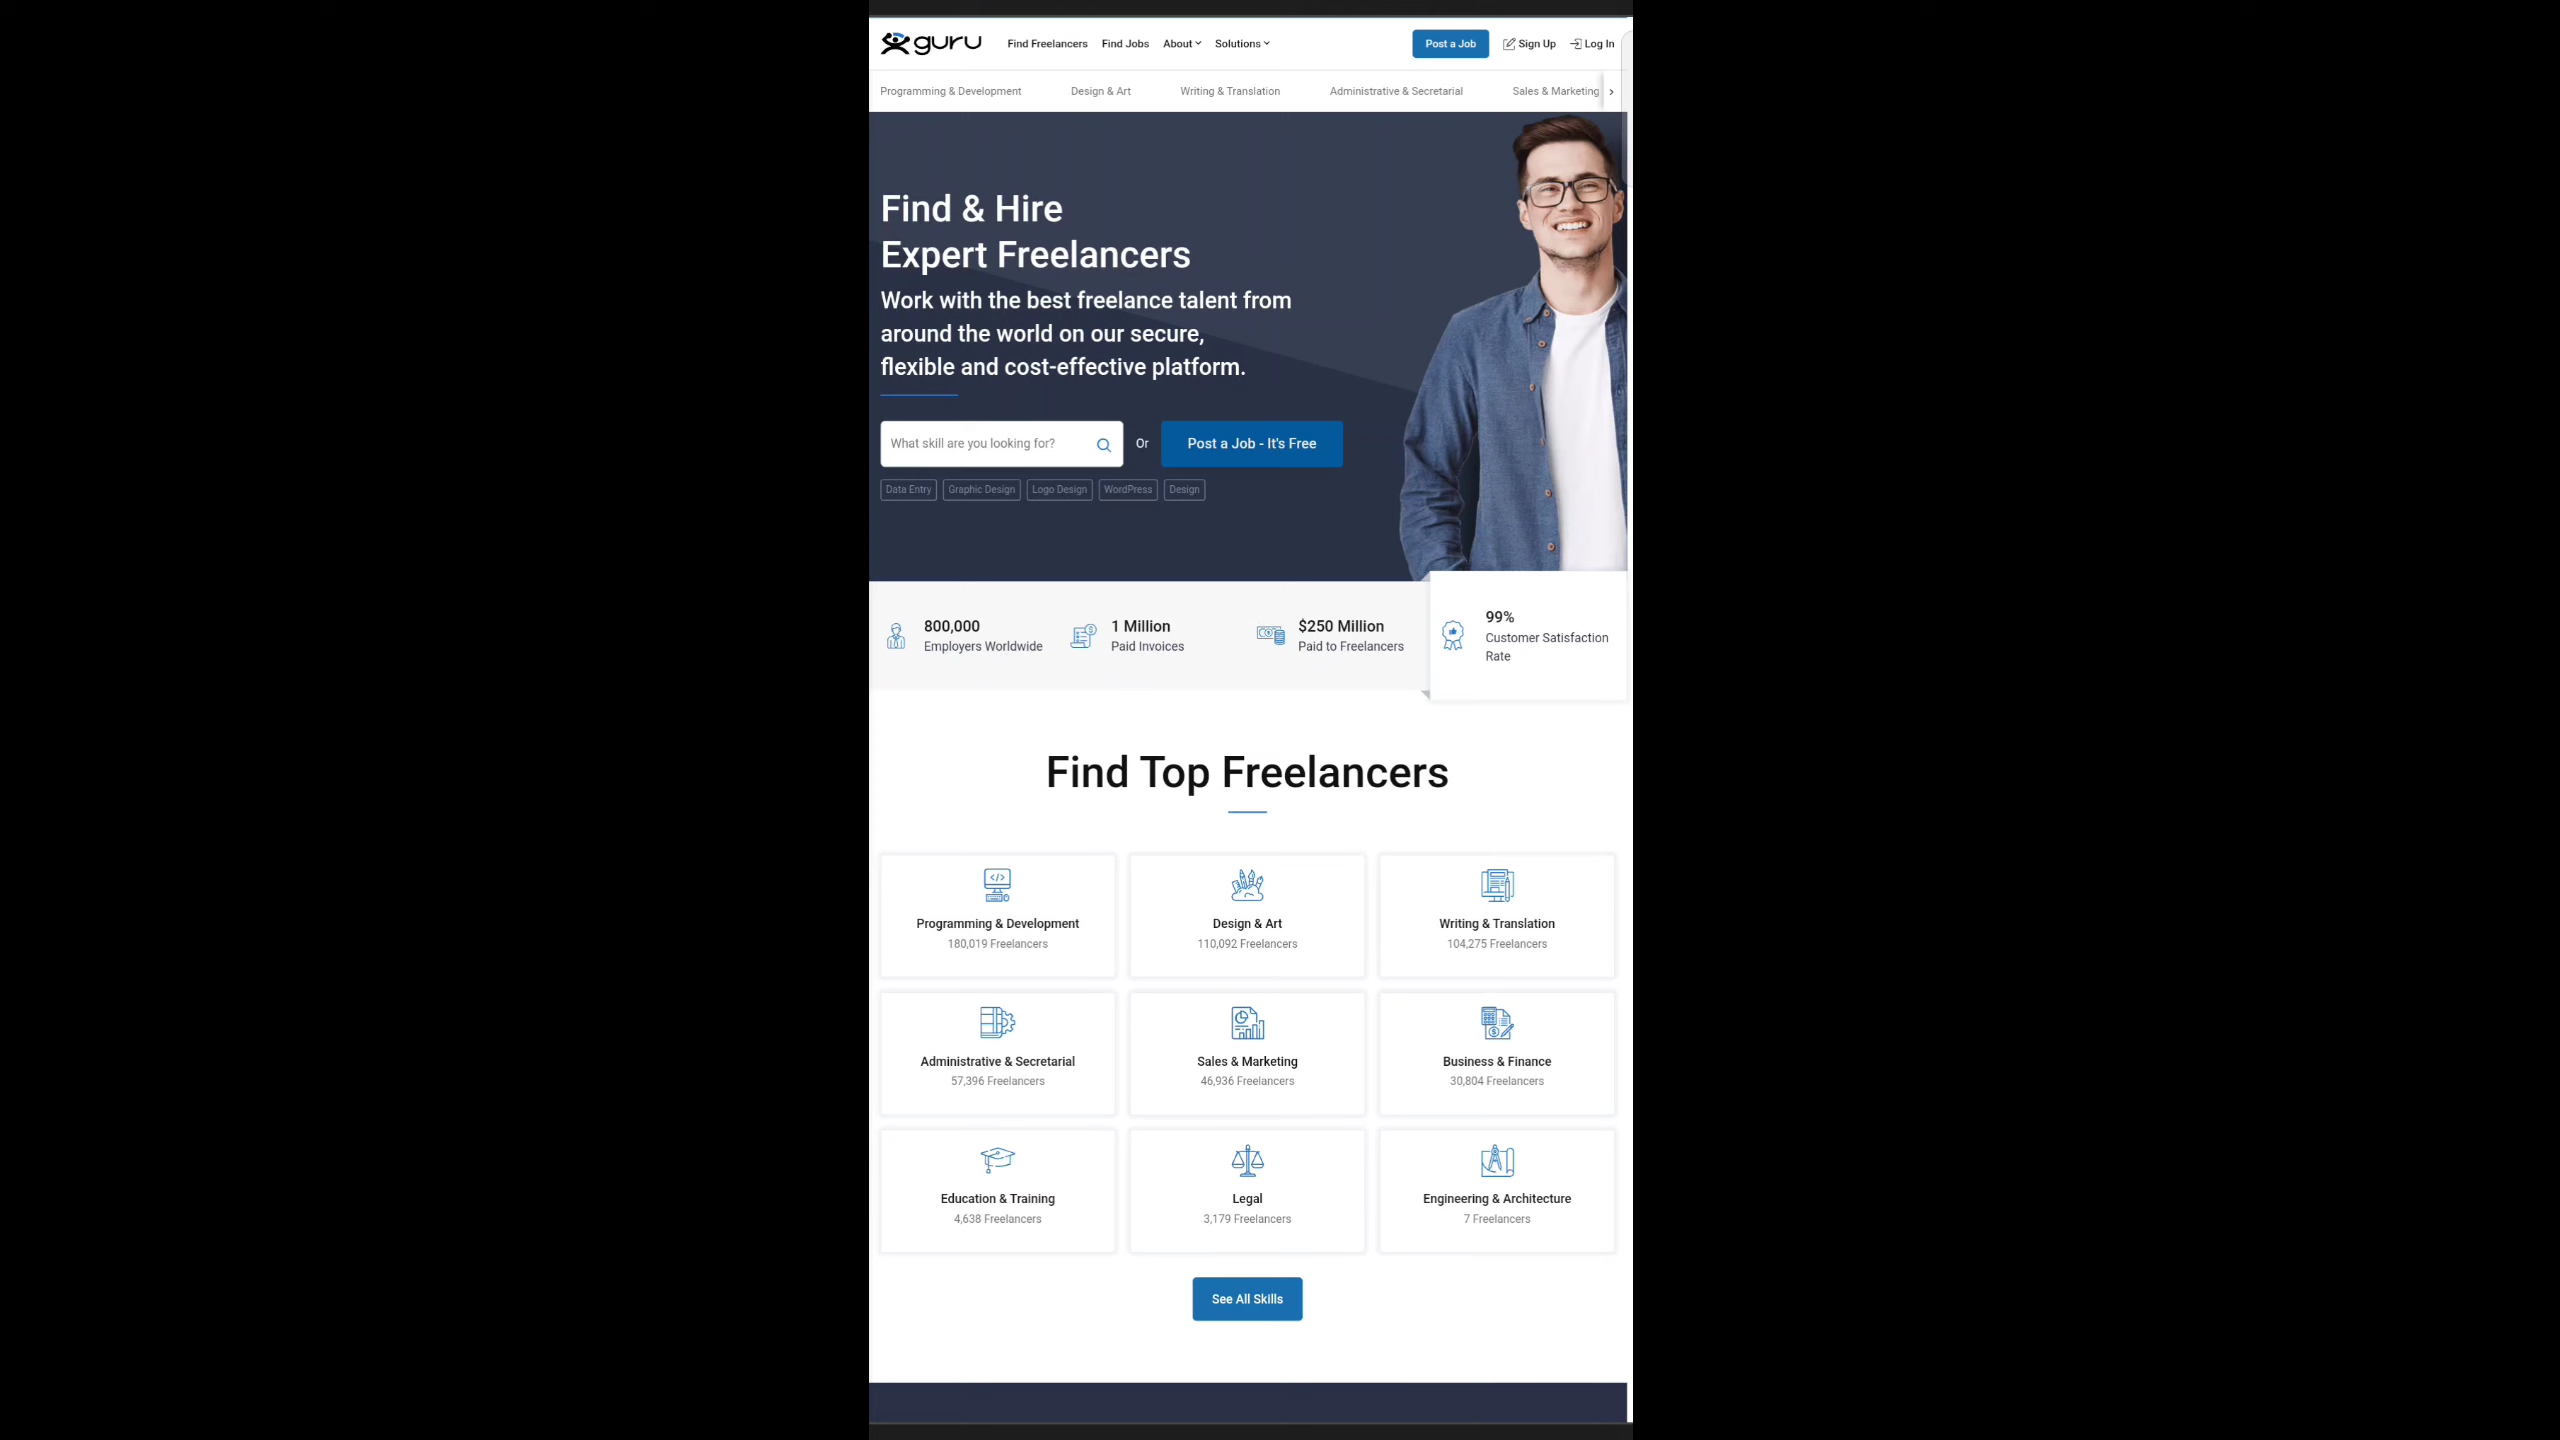 guru
Find Freelancers Find Jobs About Solutions Post a Job Sign Up Log In
Programming & Development Design & Art Writing & Translation Administrative & Secretarial Sales & Marketing
Find & Hire
Expert Freelancers
Work with the best freelance talent from
around the world on our secure,
flexible and cost-effective platform.
What skill are you looking for? Or Post a Job - It's Free
Data Entry Graphic Design Logo Design WordPress Design
800,000
Employers Worldwide
1 Million
Paid Invoices
$250 Million
Paid to Freelancers
99%
Customer Satisfaction
Rate
Find Top Freelancers
Programming & Development
180,019 Freelancers
Design & Art
110,092 Freelancers
Writing & Translation
104,275 Freelancers
Administrative & Secretarial
57,396 Freelancers
Sales & Marketing
46,936 Freelancers
Business & Finance
30,804 Freelancers
Education & Training
4,638 Freelancers
Legal
3,179 Freelancers
Engineering & Architecture
7 Freelancers
See All Skills